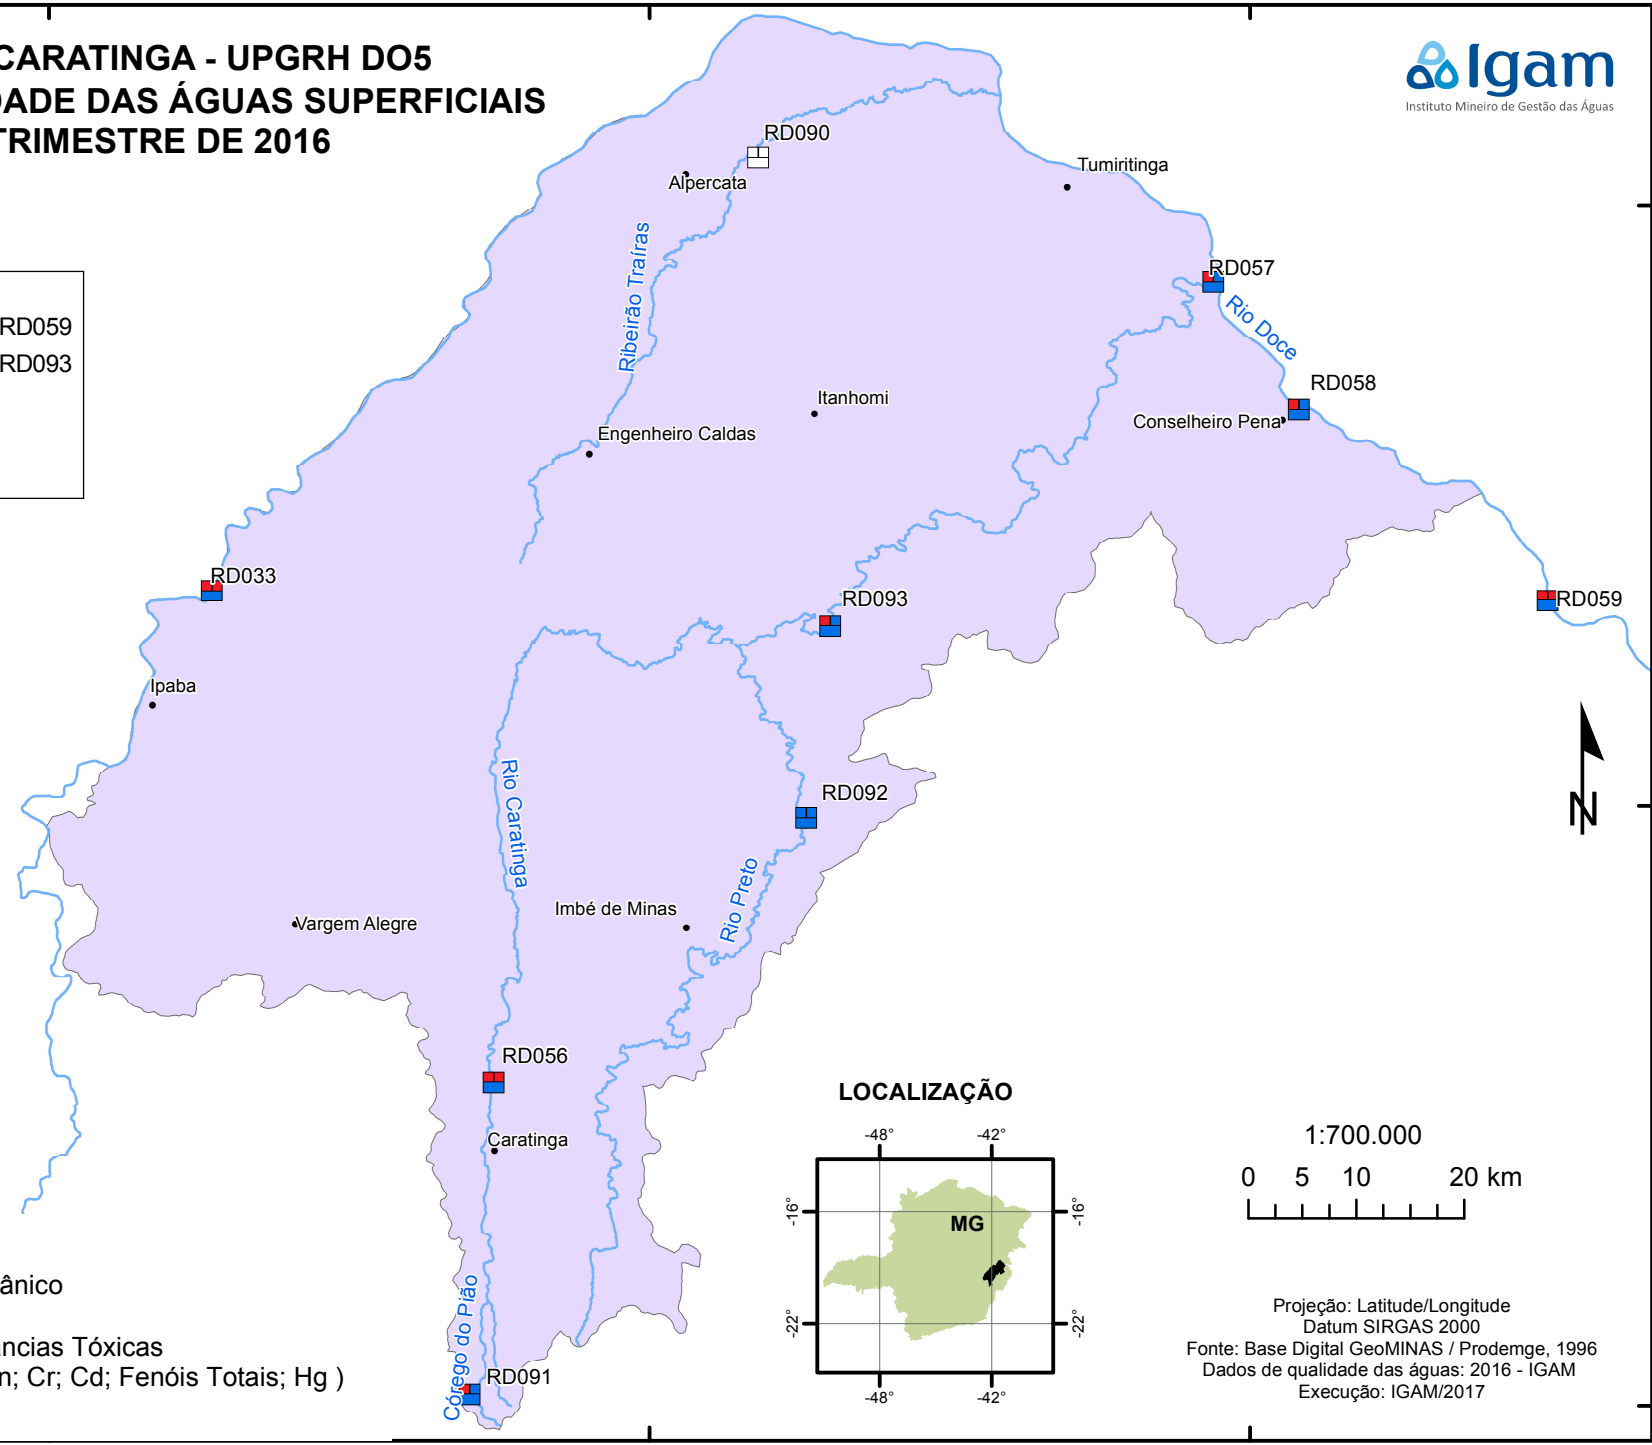 CARATINGA - UPGRH DO5
DADE DAS ÁGUAS SUPERFICIAIS
TRIMESTRE DE 2016
Igam
Instituto Mineiro de Gestão das Águas
RD059
RD093
RD090
Alpercata
Tumiritinga
Ribeirão Traíras
RD057
Rio Doce
RD058
Itanhomi
Conselheiro Pena
Engenheiro Caldas
RD033
RD093
RD059
Ipaba
Rio Caratinga
RD092
Rio Preto
Imbé de Minas
Vargem Alegre
N
RD056
Caratinga
Córego do Pião
RD091
LOCALIZAÇÃO
-48° -42°
-16° -16°
MG
-22° -22°
-48° -42°
1:700.000
0 5 10 20 km
Projeção: Latitude/Longitude
Datum SIRGAS 2000
Fonte: Base Digital GeoMINAS / Prodemge, 1996
Dados de qualidade das águas: 2016 - IGAM
Execução: IGAM/2017
ânico
ncias Tóxicas
n; Cr; Cd; Fenóis Totais; Hg )